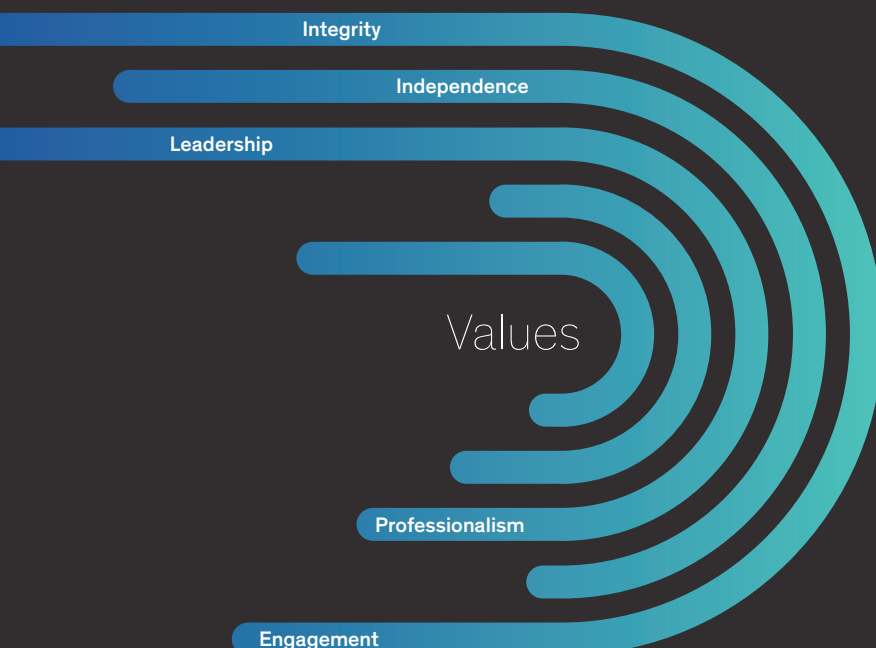 Integrity
Independence
Leadership
Values
Professionalism
Engagement